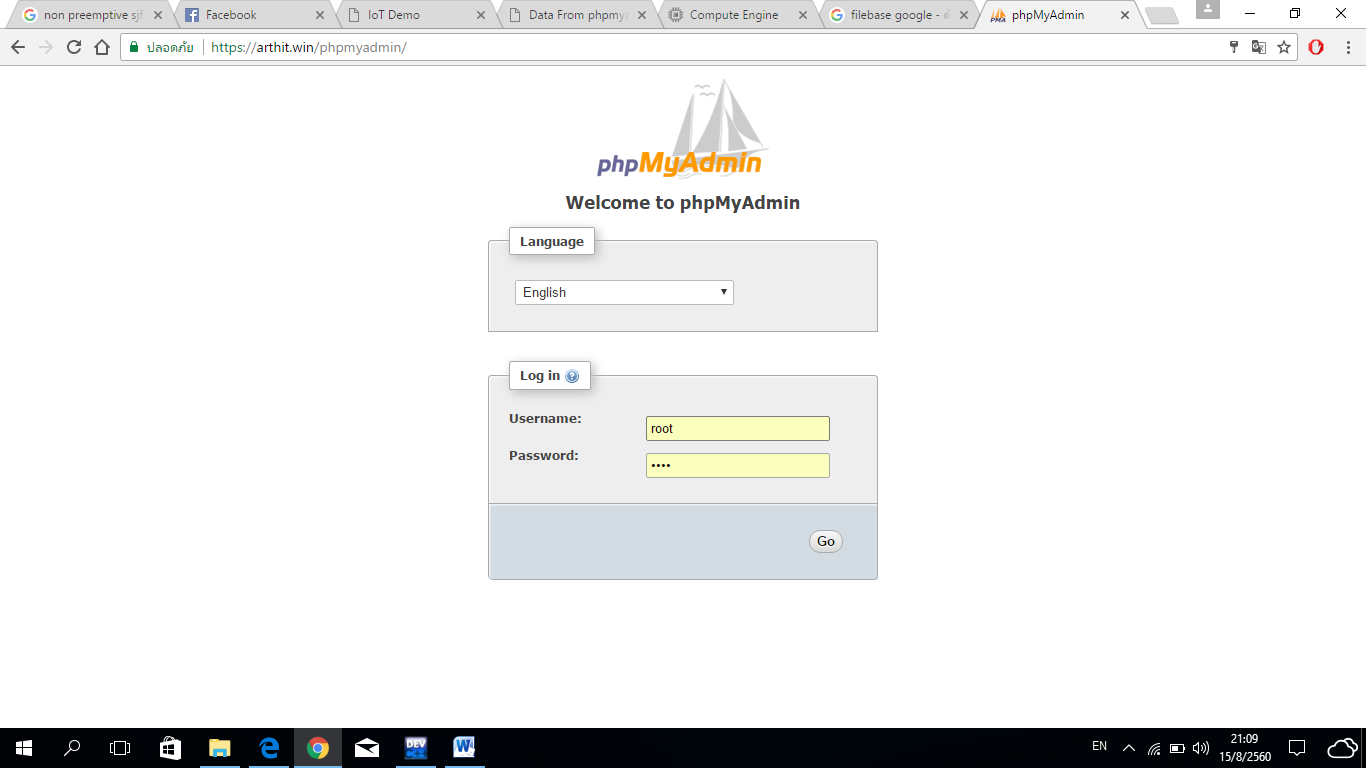 non preemptive sjf
Facebook
IoT Demo
Data From phpmya
Compute Engine
filebase google - ค้
phpMyAdmin
ปลอดภัย https://arthit.win/phpmyadmin/
phpMyAdmin
Welcome to phpMyAdmin
Language
English
Log in
Username:
root
Password:
••••
Go
EN
21:09
15/8/2560